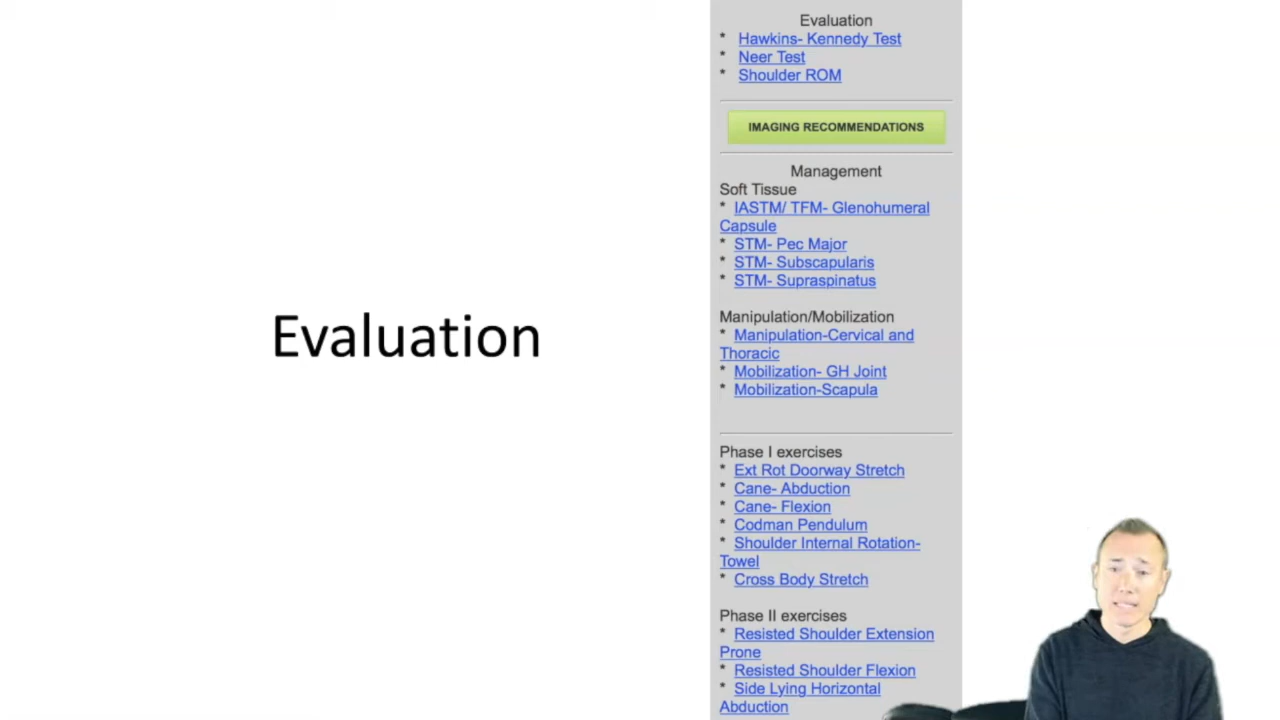 Evaluation
Evaluation
* Hawkins- Kennedy Test
* Neer Test
* Shoulder ROM
IMAGING RECOMMENDATIONS
Management
Soft Tissue
* IASTM/ TFM- Glenohumeral
Capsule
* STM- Pec Major
* STM- Subscapularis
* STM- Supraspinatus
Manipulation/Mobilization
* Manipulation-Cervical and
Thoracic
* Mobilization- GH Joint
* Mobilization-Scapula
Phase I exercises
* Ext Rot Doorway Stretch
* Cane- Abduction
* Cane- Flexion
* Codman Pendulum
* Shoulder Internal Rotation-
Towel
* Cross Body Stretch
Phase II exercises
* Resisted Shoulder Extension
Prone
* Resisted Shoulder Flexion
* Side Lying Horizontal
Abduction